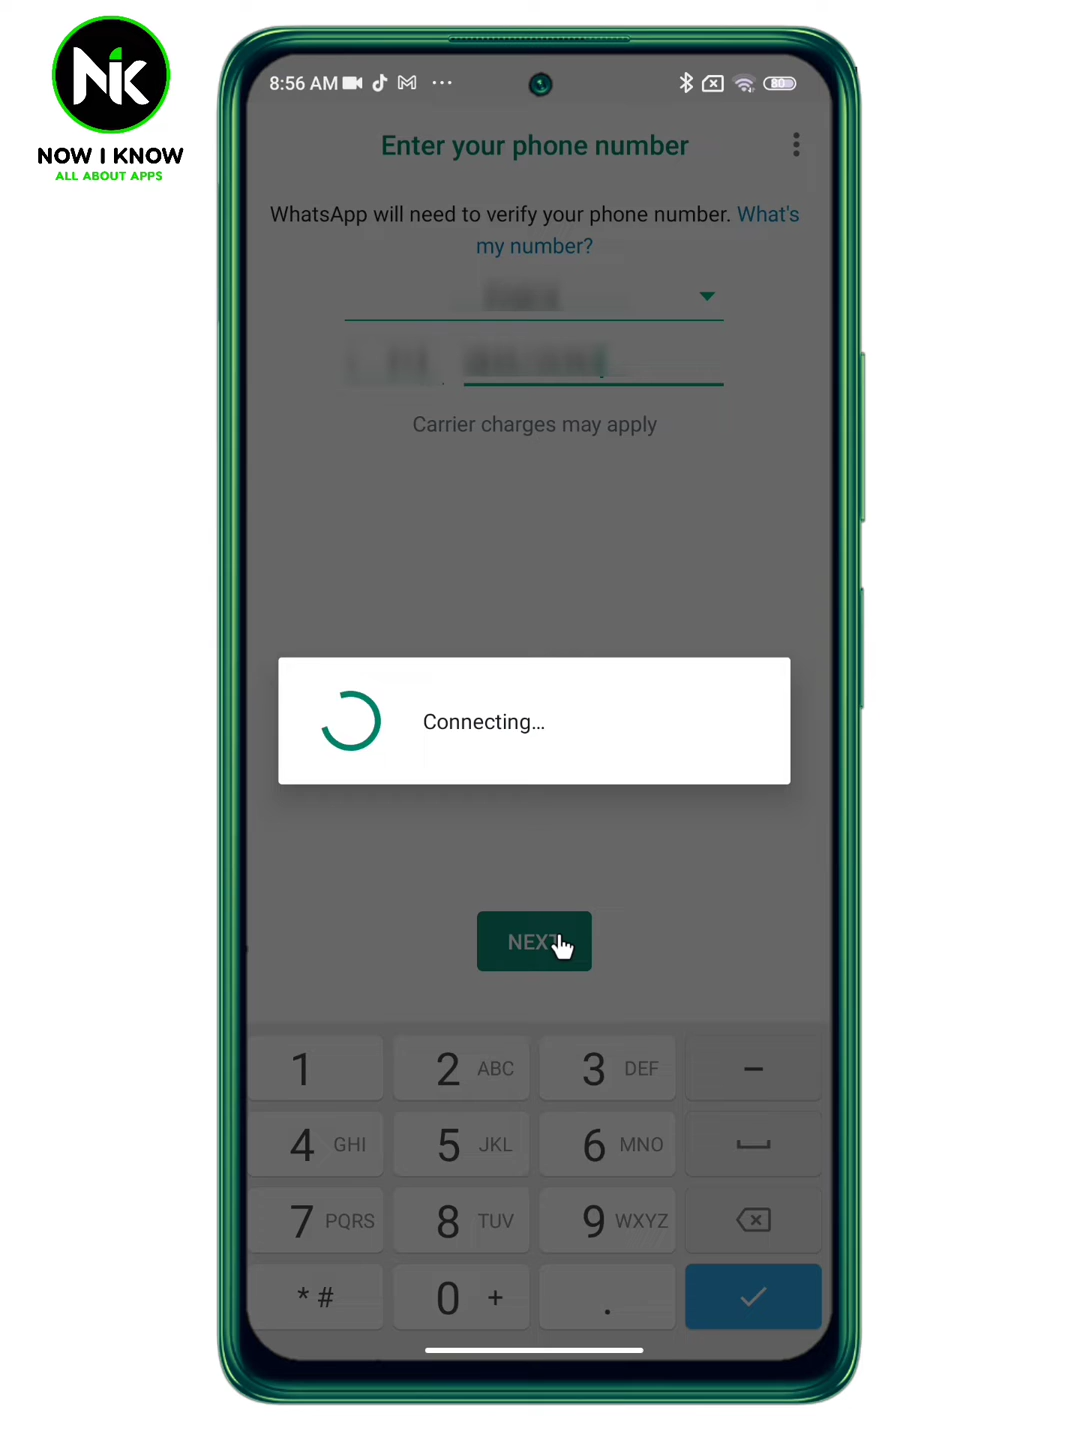 NIK
NOW I KNOW
ALL ABOUT APPS
8:56 AM
80
Enter your phone number
WhatsApp will need to verify your phone number. What's
my number?
Carrier charges may apply
Connecting...
NEXT
1 2 ABC 3 DEF -
4 GHI 5 JKL 6 MNO
7 PQRS 8 TUV 9 WXYZ
* # 0 + .